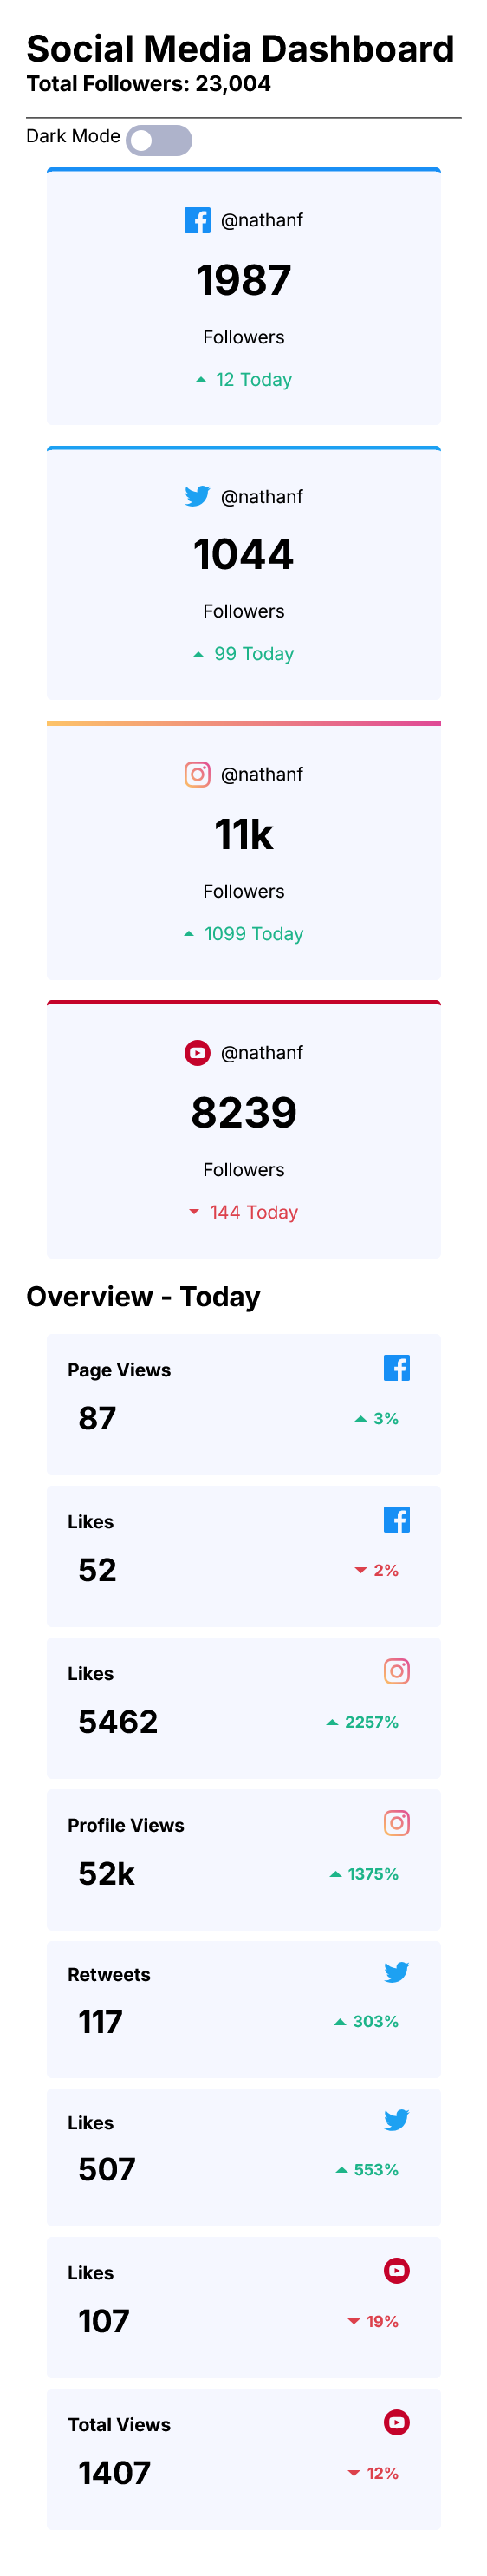 Social Media Dashboard
Total Followers: 23,004
Dark Mode
@nathanf
1987
Followers
12 Today
@nathanf
1044
Followers
99 Today
@nathanf
11k
Followers
1099 Today
@nathanf
8239
Followers
144 Today
Overview - Today
Page Views
87 3%
Likes
52 2%
Likes
5462 2257%
Profile Views
52k 1375%
Retweets
117 303%
Likes
507 553%
Likes
107 19%
Total Views
1407 12%